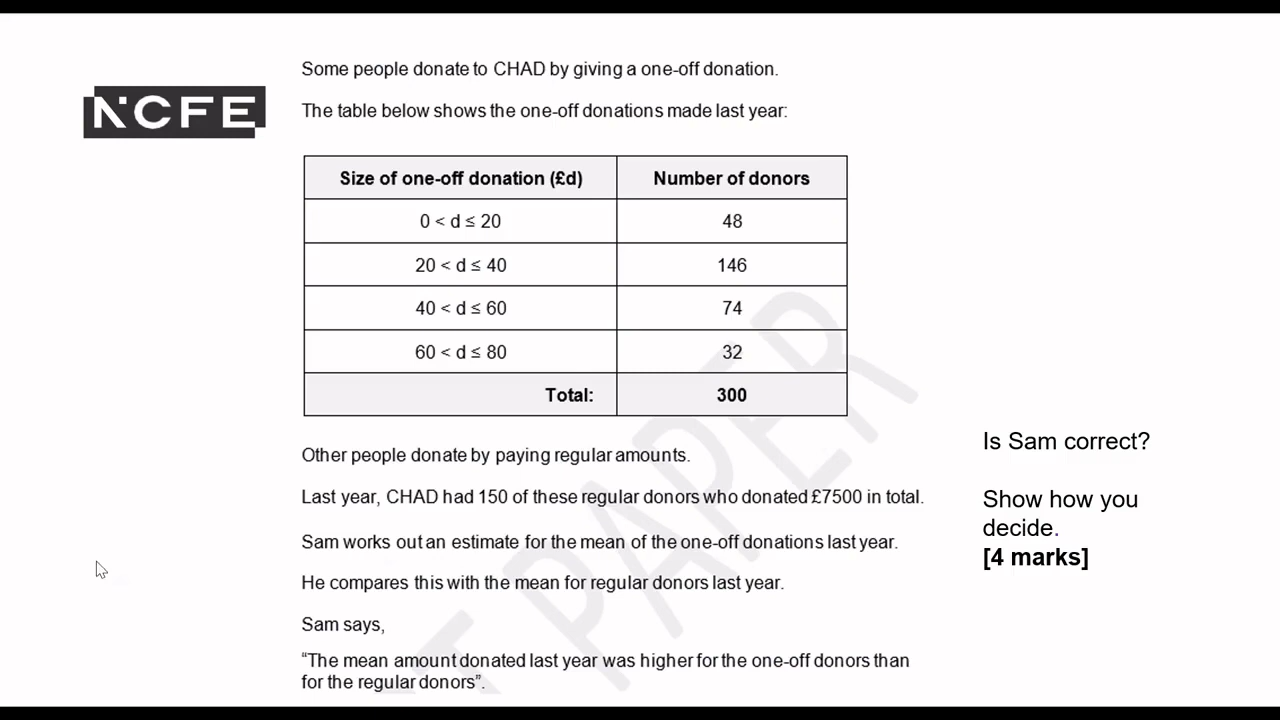 Some people donate to CHAD by giving a one-off donation.
NCFE
The table below shows the one-off donations made last year:
Size of one-off donation (£d) Number of donors
0 < d ≤ 20 48
20 < d ≤ 40 146
40 < d ≤ 60 74
60 < d ≤ 80 32
Total: 300
Other people donate by paying regular amounts.
Last year, CHAD had 150 of these regular donors who donated £7500 in total.
Sam works out an estimate for the mean of the one-off donations last year.
He compares this with the mean for regular donors last year.
Sam says,
“The mean amount donated last year was higher for the one-off donors than
for the regular donors”.
Is Sam correct?
Show how you
decide.
[4 marks]
T PAPER